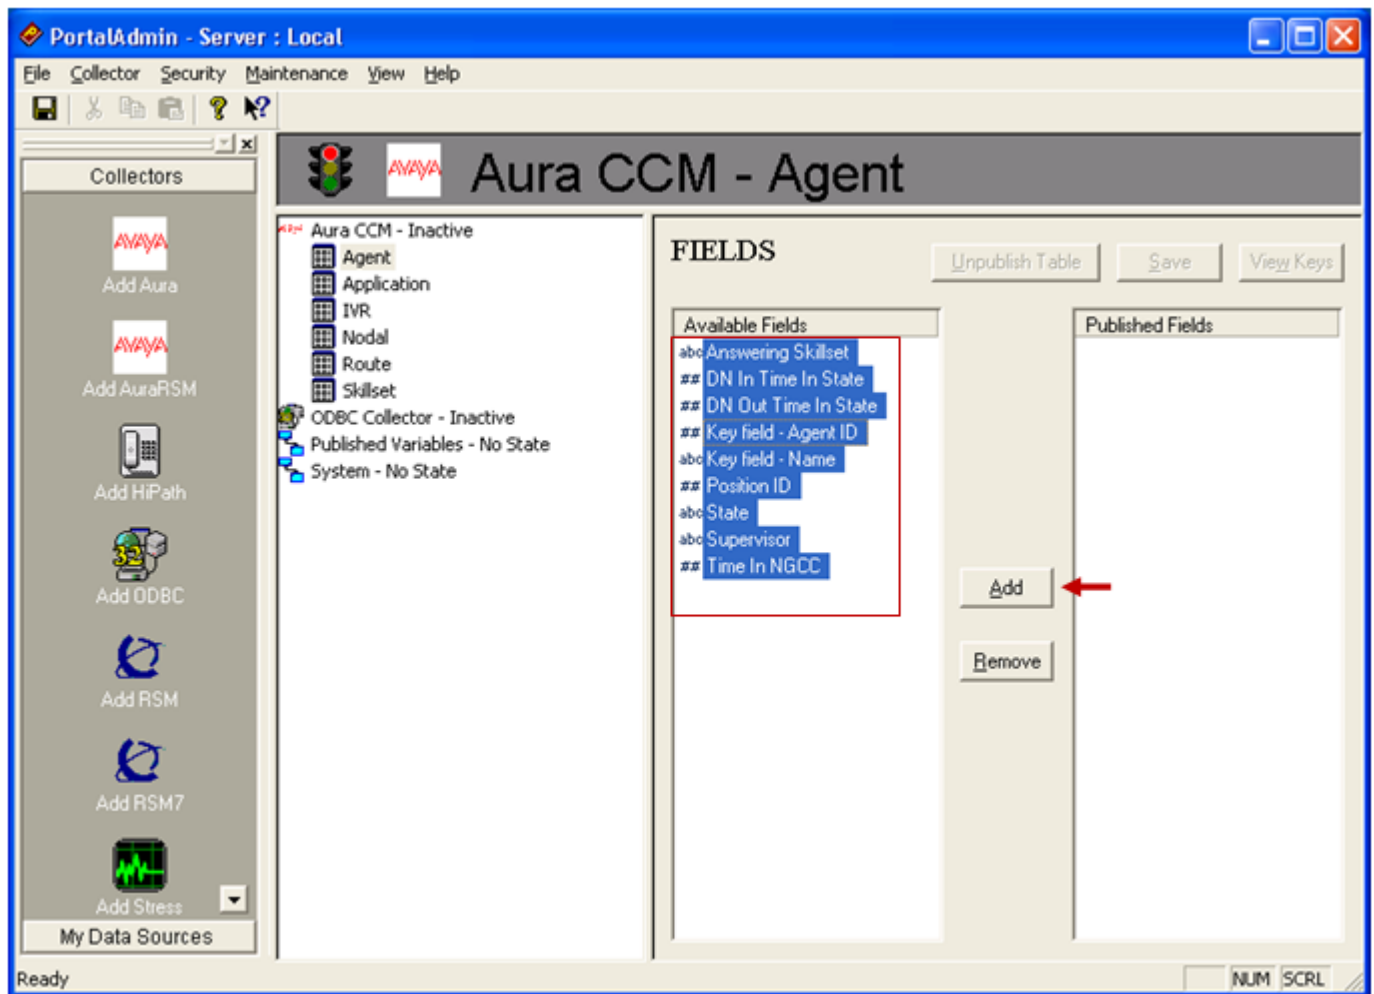 PortalAdmin - Server : Local
File Collector Security Maintenance View Help
Collectors
AVAYA
Add Aura
AVAYA
Add AuraRSM
Add HiPath
32
Add ODBC
Add RSM
Add RSM7
Add Stress
My Data Sources
AVAYA Aura CCM - Agent
Aura CCM - Inactive
Agent
Application
IVR
Nodal
Route
Skillset
ODBC Collector - Inactive
Published Variables - No State
System - No State
FIELDS
Unpublish Table Save View Keys
Available Fields
abc Answering Skillset
## DN In Time In State
## DN Out Time In State
## Key field - Agent ID
abc Key field - Name
## Position ID
abc State
abc Supervisor
## Time In NGCC
Add
Remove
Published Fields
Ready NUM SCRL